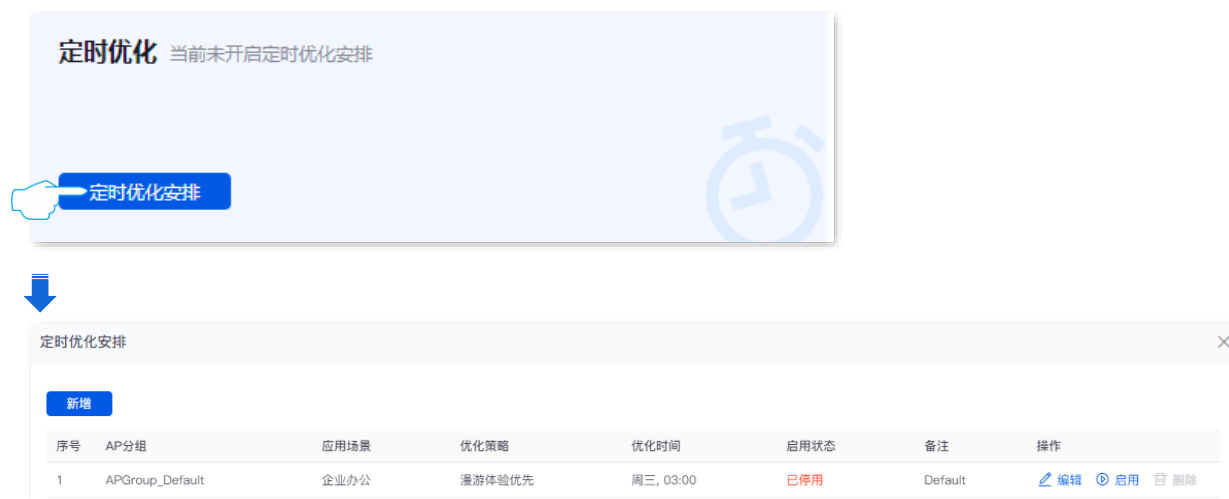 定时优化 当前未开启定时优化安排
定时优化安排
定时优化安排
新增
序号 AP分组 应用场景 优化策略 优化时间 启用状态 备注 操作
1 APGroup_Default 企业办公 漫游体验优先 周三, 03:00 已停用 Default 编辑 启用 删除